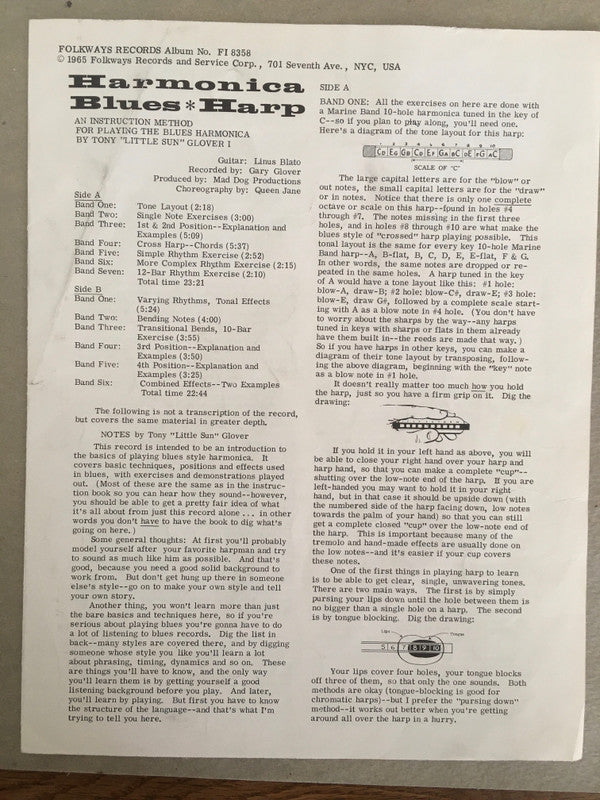 FOLKWAYS RECORDS Album No. FI 8358
© 1965 Folkways Records and Service Corp., 701 Seventh Ave., NYC, USA
Harmonica
Blues*Harp
AN INSTRUCTION METHOD
FOR PLAYING THE BLUES HARMONICA
BY TONY "LITTLE SUN" GLOVER I
Guitar: Linus Blato
Recorded by: Gary Glover
Produced by: Mad Dog Productions
Choreography by: Queen Jane
Side A
Band One: Tone Layout (2:18)
Band Two: Single Note Exercises (3:00)
Band Three: 1st & 2nd Position--Explanation and
Examples (5:09)
Band Four: Cross Harp--Chords (5:37)
Band Five: Simple Rhythm Exercise (2:52)
Band Six: More Complex Rhythm Exercise (2:15)
Band Seven: 12-Bar Rhythm Exercise (2:10)
Total time 23:21
Side B
Band One: Varying Rhythms, Tonal Effects
(5:24)
Band Two: Bending Notes (4:00)
Band Three: Transitional Bends, 10-Bar
Exercise (3:55)
Band Four: 3rd Position--Explanation and
Examples (3:50)
Band Five: 4th Position--Explanation and
Examples (3:25)
Band Six: Combined Effects--Two Examples
Total time 22:44
The following is not a transcription of the record,
but covers the same material in greater depth.
NOTES by Tony "Little Sun" Glover
This record is intended to be an introduction to
the basics of playing blues style harmonica. It
covers basic techniques, positions and effects used
in blues, with exercises and demonstrations played
out. (Most of these are the same as in the instruc-
tion book so you can hear how they sound--however,
you should be able to get a pretty fair idea of what
it's all about from just this record alone ... in other
words you don't have to have the book to dig what's
going on here.)
Some general thoughts: At first you'll probably
model yourself after your favorite harpman and try
to sound as much like him as possible. And that's
good, because you need a good solid background to
work from. But don't get hung up there in someone
else's style--go on to make your own style and tell
your own story.
Another thing, you won't learn more than just
the bare basics and techniques here, so if you're
serious about playing blues you're gonna have to do
a lot of listening to blues records. Dig the list in
back--many styles are covered there, and by digging
someone whose style you like you'll learn a lot
about phrasing, timing, dynamics and so on. These
are things you'll have to know, and the only way
you'll learn them is by getting yourself a good
listening background before you play. And later,
you'll learn by playing. But first you have to know
the structure of the language--and that's what I'm
trying to tell you here.
SIDE A
BAND ONE: All the exercises on here are done with
a Marine Band 10-hole harmonica tuned in the key of
C--so if you plan to play along, you'll need one.
Here's a diagram of the tone layout for this harp:
1 2 3 4 5 6 7 8 9 10
SCALE OF "C"
The large capital letters are for the "blow" or
out notes, the small capital letters are for the "draw"
or in notes. Notice that there is only one complete
octave or scale on this harp--found in holes #4
through #7. The notes missing in the first three
holes, and in holes #8 through #10 are what make the
blues style of "crossed" harp playing possible. This
tonal layout is the same for every key 10-hole Marine
Band harp--A, B-flat, B, C, D, E, E-flat, F & G.
In other words, the same notes are dropped or re-
peated in the same holes. A harp tuned in the key
of A would have a tone layout like this: #1 hole:
blow-A, draw-B; #2 hole: blow-C#, draw-E; #3 hole:
blow-E, draw G#, followed by a complete scale start-
ing with A as a blow note in #4 hole. (You don't have
to worry about the sharps by the way--any harps
tuned in keys with sharps or flats in them already
have them built in--the reeds are made that way.)
So if you have harps in other keys, you can make a
diagram of their tone layout by transposing, follow-
ing the above diagram, beginning with the "key" note
as a blow note in #1 hole.
It doesn't really matter too much how you hold
the harp, just so you have a firm grip on it. Dig the
drawing:
If you hold it in your left hand as above, you will
be able to close your right hand over your harp and
harp hand, so that you can make a complete "cup"--
shutting over the low-note end of the harp. If you are
left-handed you may want to hold it in your right
hand, but in that case it should be upside down (with
the numbered side of the harp facing down, low notes
towards the palm of your hand) so that you can still
get a complete closed "cup" over the low-note end of
the harp. This is important because many of the
tremolo and hand-made effects are usually done on
the low notes--and it's easier if your cup covers
these notes.
One of the first things in playing harp to learn
is to be able to get clear, single, unwavering tones.
There are two main ways. The first is by simply
pursing your lips down until the hole between them is
no bigger than a single hole on a harp. The second
is by tongue blocking. Dig the drawing:
Lips Tongue
5 6 7 8 9 10
Your lips cover four holes, your tongue blocks
off three of them, so that only the one sounds. Both
methods are okay (tongue-blocking is good for
chromatic harps)--but I prefer the "pursing down"
method--it works out better when you're getting
around all over the harp in a hurry.